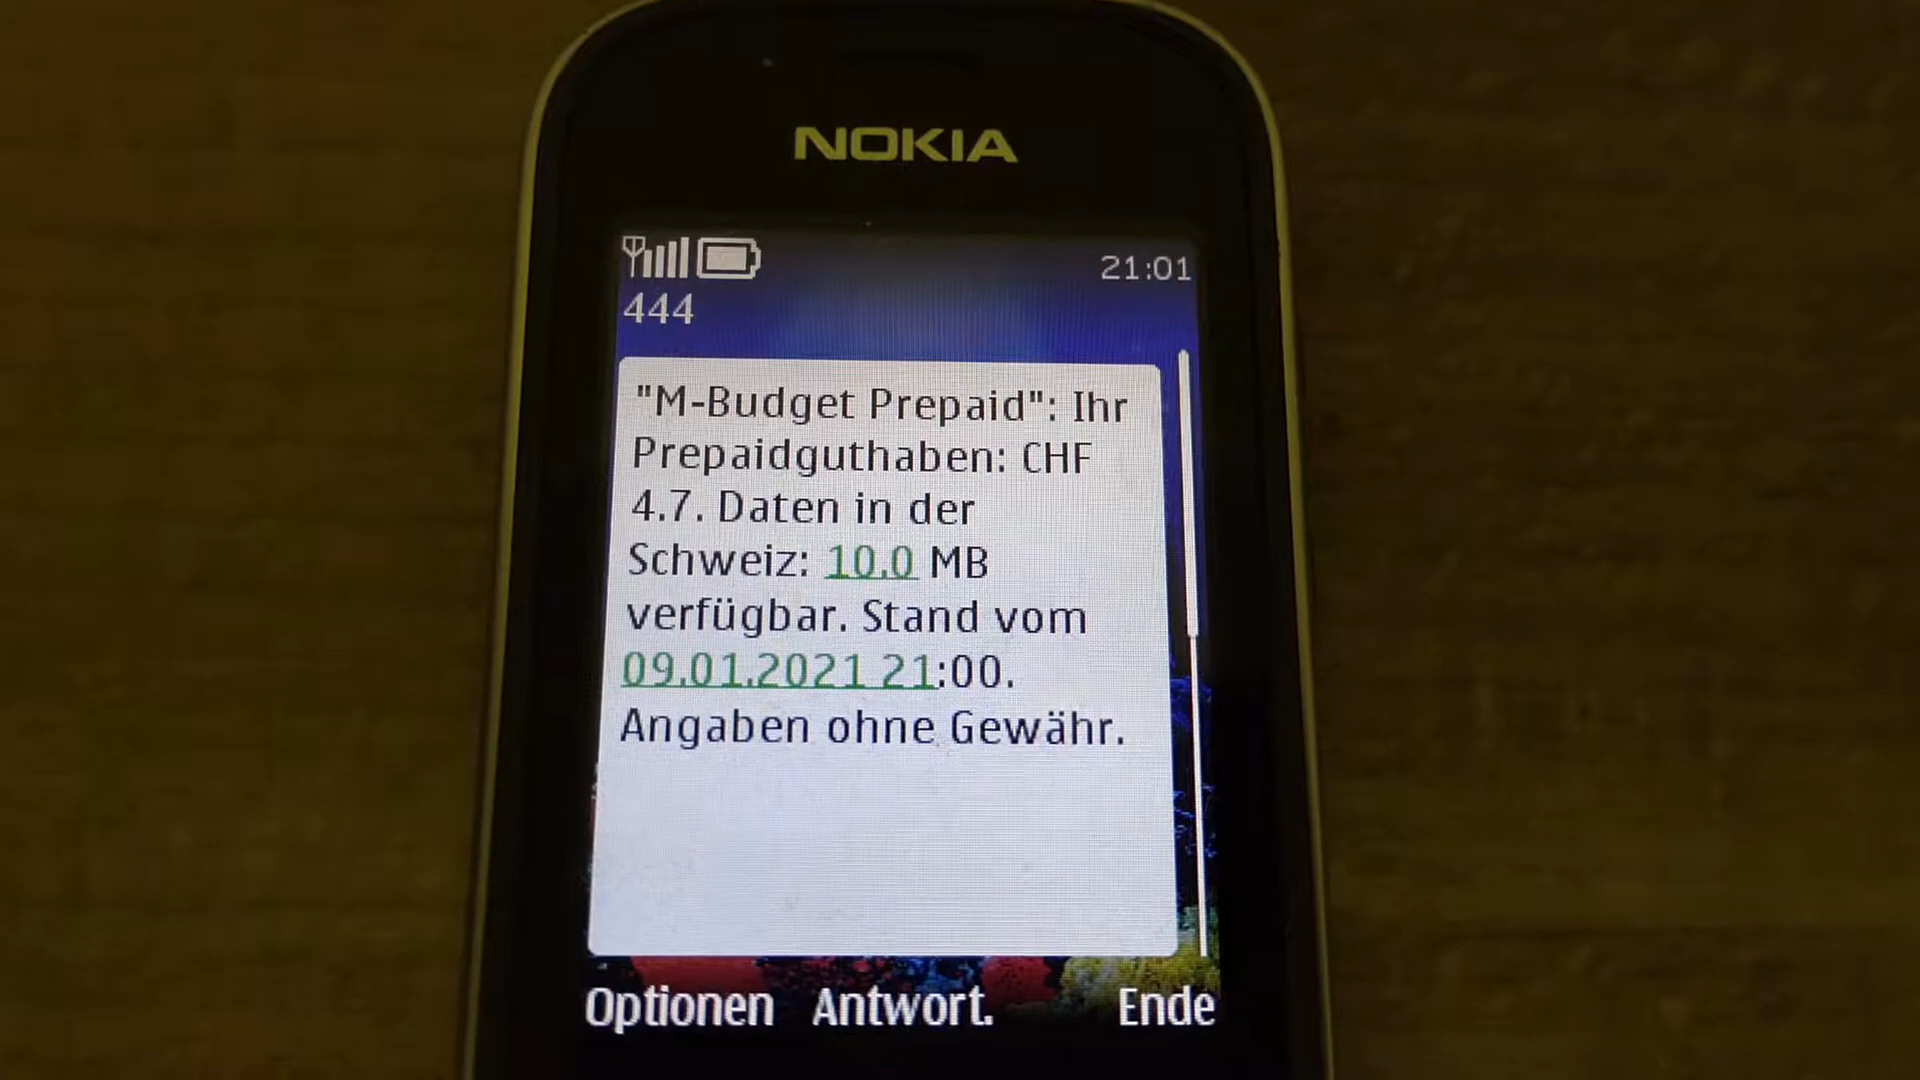 NOKIA
21:01
444
"M-Budget Prepaid": Ihr
Prepaidguthaben: CHF
4.7. Daten in der
Schweiz: 10.0 MB
verfügbar. Stand vom
09.01.2021 21:00.
Angaben ohne Gewähr.
Optionen Antwort. Ende